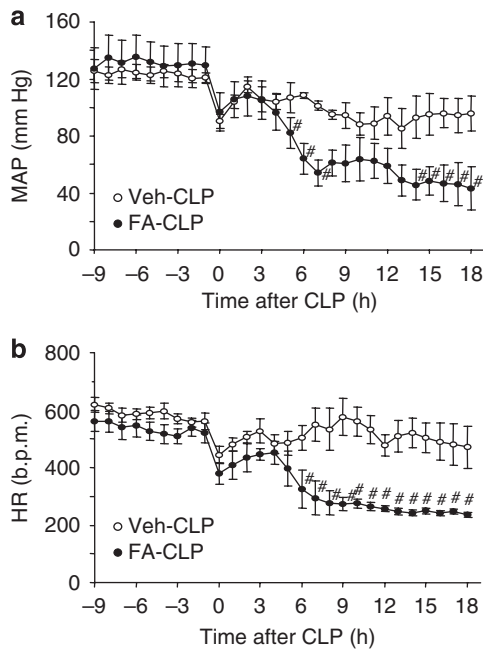 a
160
120
80
40
0
MAP (mm Hg)
# # # # # # # #
Veh-CLP
FA-CLP
−9 −6 −3 0 3 6 9 12 15 18
Time after CLP (h)
b
800
600
400
200
0
HR (b.p.m.)
# # # # # # # # # # # # #
Veh-CLP
FA-CLP
−9 −6 −3 0 3 6 9 12 15 18
Time after CLP (h)